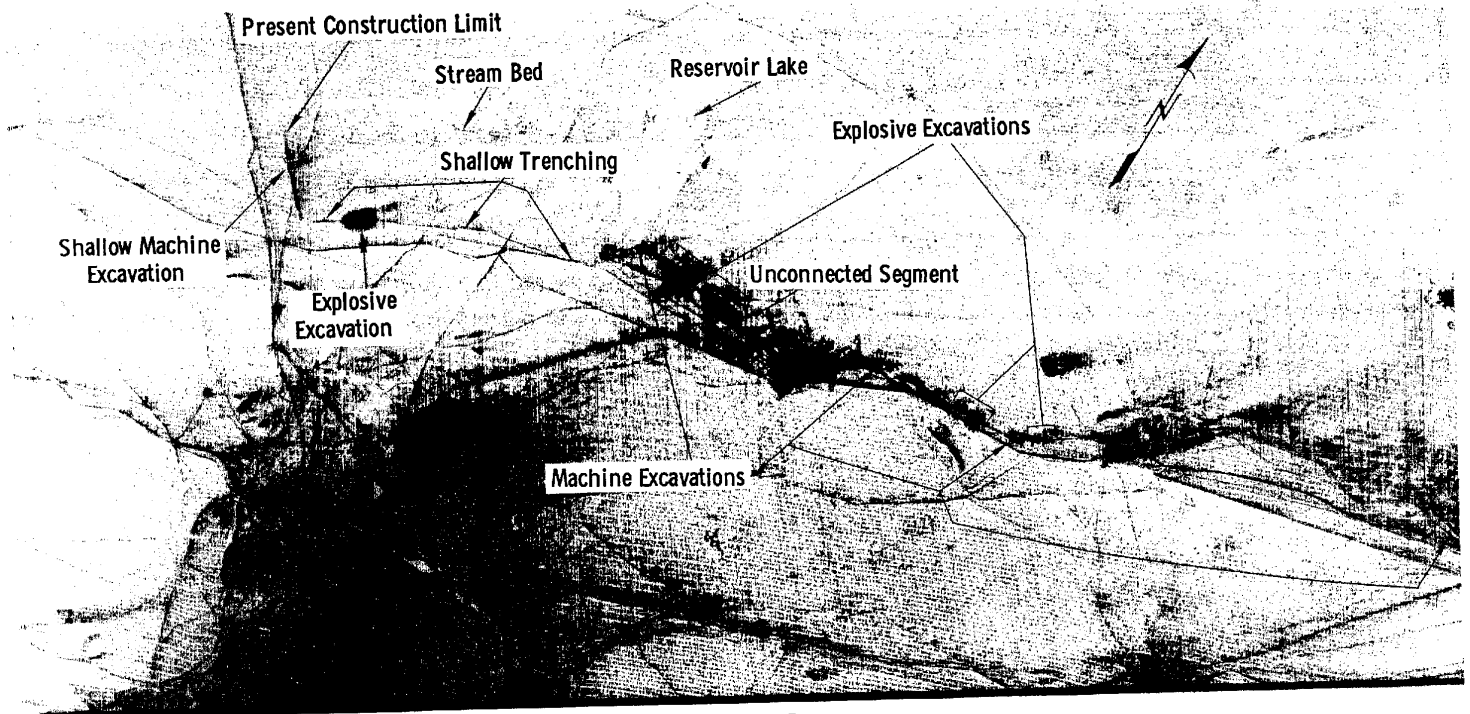 Present Construction Limit
Stream Bed
Reservoir Lake
Explosive Excavations
Shallow Trenching
Shallow Machine
Excavation
Explosive
Excavation
Unconnected Segment
Machine Excavations
N